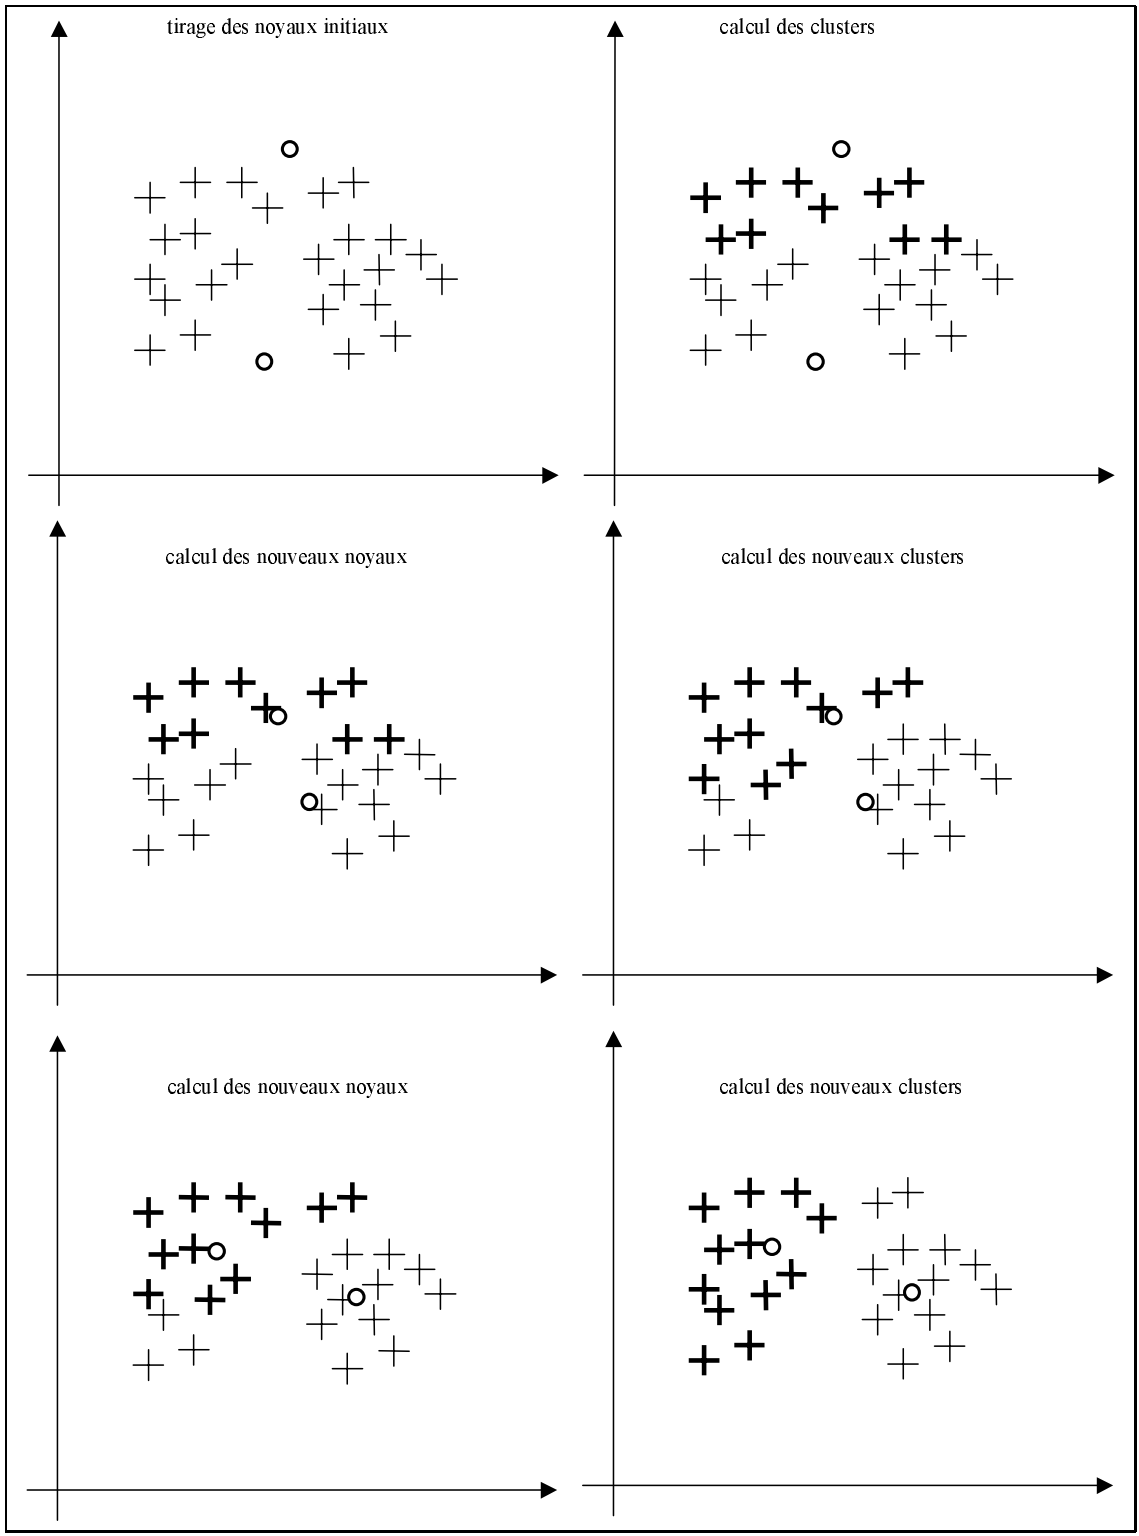 tirage des noyaux initiaux
calcul des clusters
calcul des nouveaux noyaux
calcul des nouveaux clusters
calcul des nouveaux noyaux
calcul des nouveaux clusters